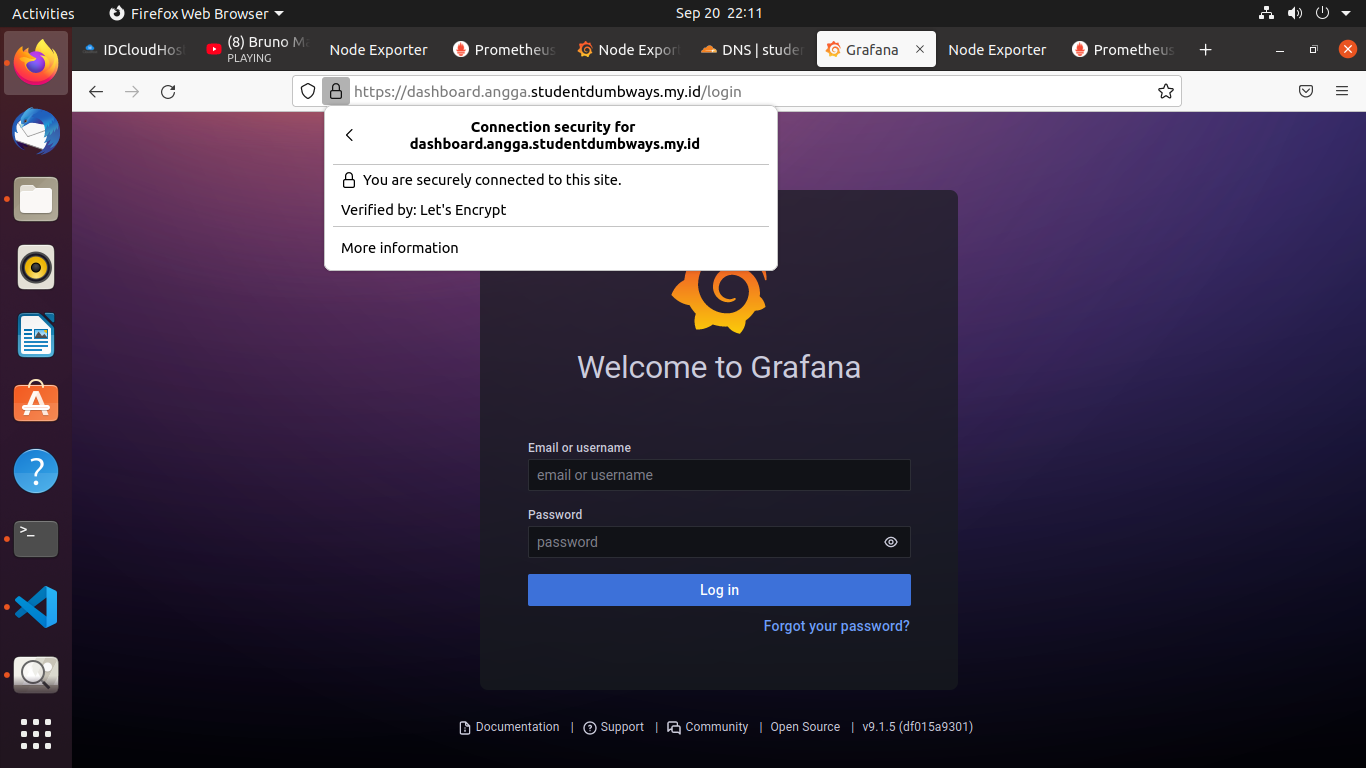 Activities Firefox Web Browser Sep 20 22:11
IDCloudHos (8) Bruno Ma Node Exporter Prometheus Node Expor DNS | studen Grafana Node Exporter Prometheus
PLAYING
https://dashboard.angga.studentdumbways.my.id/login
Connection security for
dashboard.angga.studentdumbways.my.id
You are securely connected to this site.
Verified by: Let's Encrypt
More information
Welcome to Grafana
Email or username
email or username
Password
password
Log in
Forgot your password?
Documentation | Support | Community | Open Source | v9.1.5 (df015a9301)